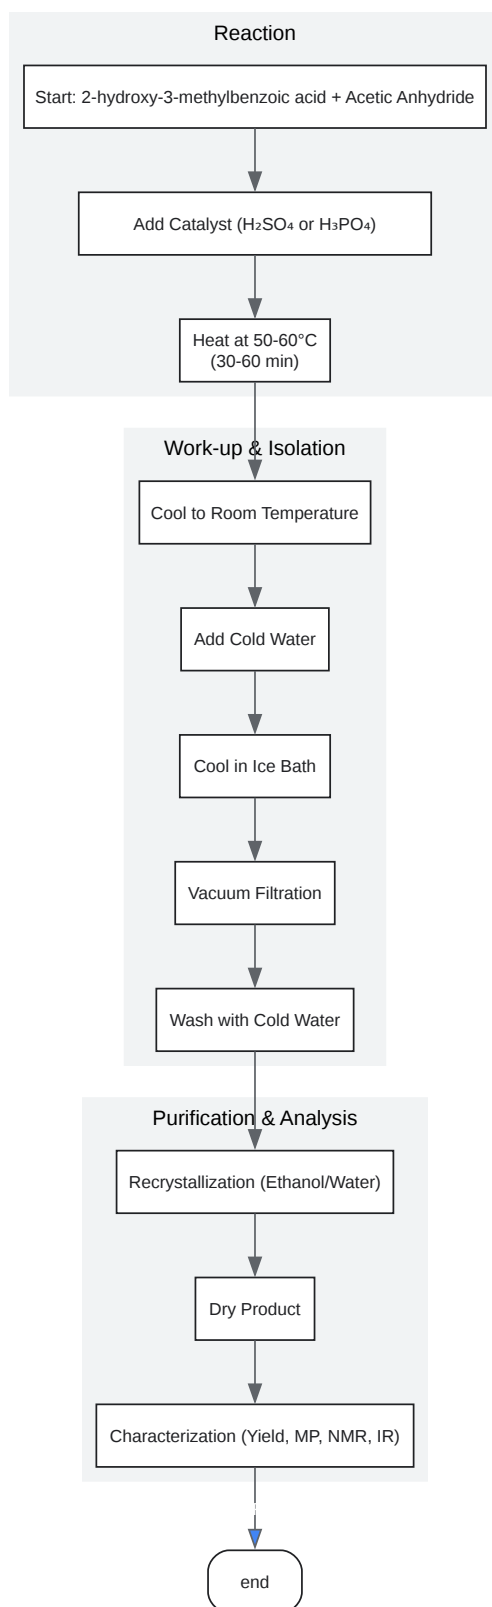 Reaction
Start: 2-hydroxy-3-methylbenzoic acid + Acetic Anhydride
Add Catalyst (H₂SO₄ or H₃PO₄)
Heat at 50-60°C
(30-60 min)
Work-up & Isolation
Cool to Room Temperature
Add Cold Water
Cool in Ice Bath
Vacuum Filtration
Wash with Cold Water
Purification & Analysis
Recrystallization (Ethanol/Water)
Dry Product
Characterization (Yield, MP, NMR, IR)
end